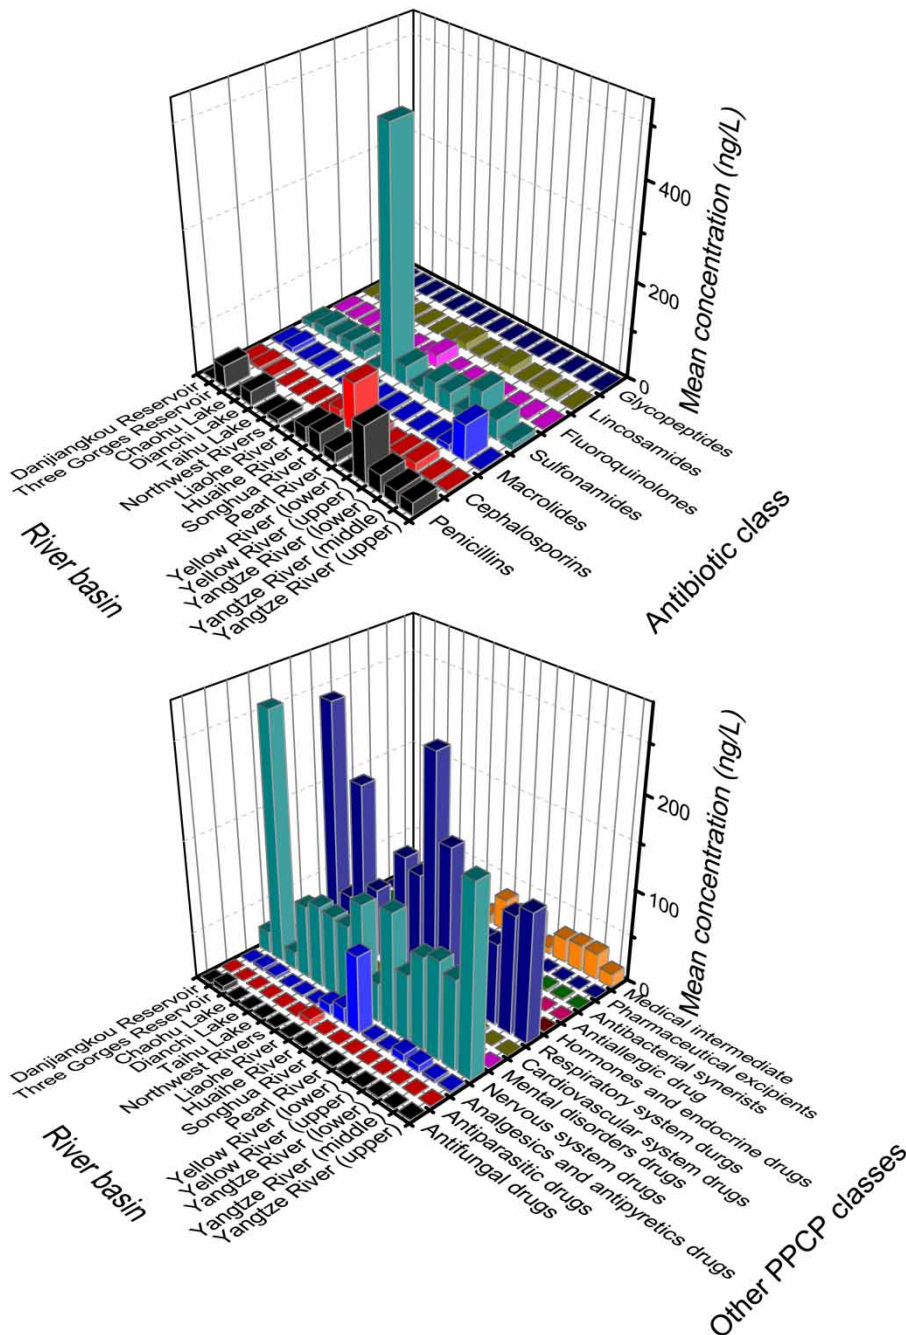 400
200
0
Mean concentration (ng/L)
Danjiangkou Reservoir
Three Gorges Reservoir
Chaohu Lake
Dianchi Lake
Taihu Lake
Northwest Rivers
Liaohe River
Huaihe River
Songhua River
Pearl River
Yellow River (lower)
Yellow River (upper)
Yangtze River (lower)
Yangtze River (middle)
Yangtze River (upper)
River basin
Glycopeptides
Lincosamides
Fluoroquinolones
Sulfonamides
Macrolides
Cephalosporins
Penicillins
Antibiotic class
200
100
0
Mean concentration (ng/L)
Danjiangkou Reservoir
Three Gorges Reservoir
Chaohu Lake
Dianchi Lake
Taihu Lake
Northwest Rivers
Liaohe River
Huaihe River
Songhua River
Pearl River
Yellow River (lower)
Yellow River (upper)
Yangtze River (lower)
Yangtze River (middle)
Yangtze River (upper)
River basin
Medical intermediate
Pharmaceutical excipients
Antibacterial synerists
Antiallergic drug
Hormones and endocrine drugs
Respiratory system durgs
Cardiovascular system drugs
Mental disorders drugs
Nervous system drugs
Analgesics and antipyretics drugs
Antiparasitic drugs
Antifungal drugs
Other PPCP classes